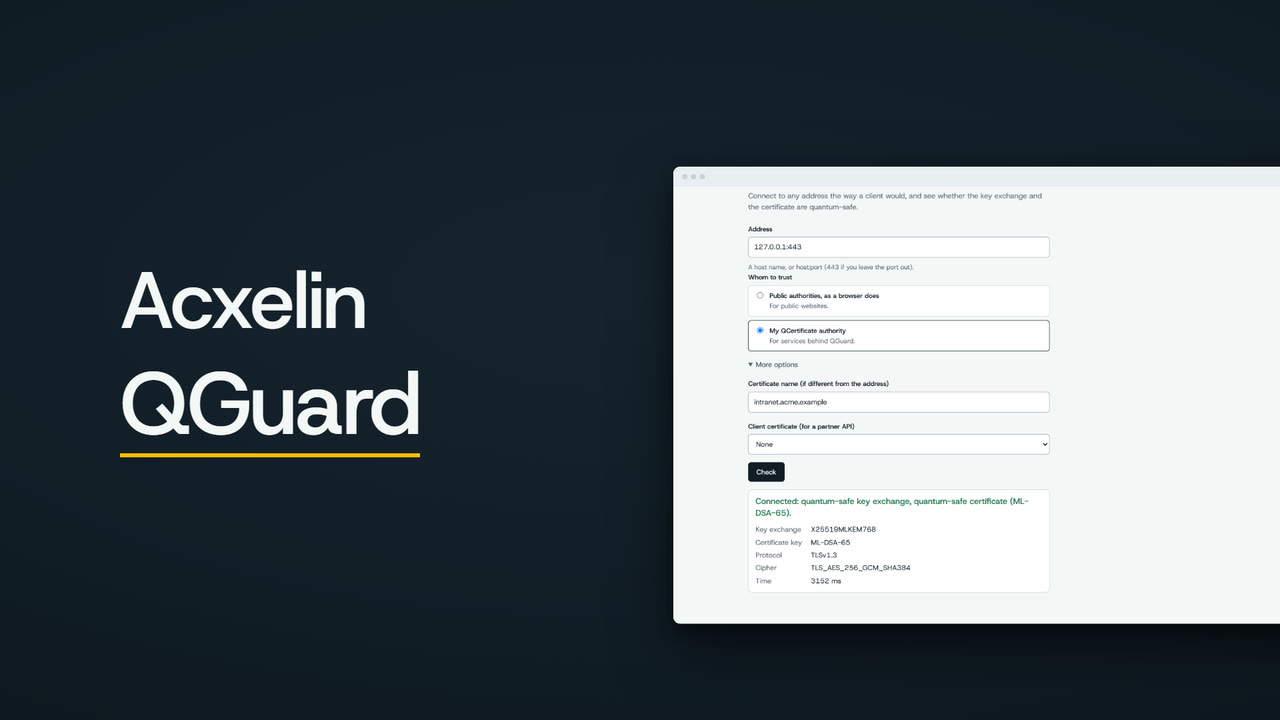 Acxelin
QGuard
Connect to any address the way a client would, and see whether the key exchange and
the certificate are quantum-safe.
Address
127.0.0.1:443
A host name, or host:port (443 if you leave the port out).
Whom to trust
Public authorities, as a browser does
For public websites.
My QCertificate authority
For services behind QGuard.
▼ More options
Certificate name (if different from the address)
intranet.acme.example
Client certificate (for a partner API)
None
Check
Connected: quantum-safe key exchange, quantum-safe certificate (ML-
DSA-65).
Key exchange X25519MLKEM768
Certificate key ML-DSA-65
Protocol TLSv1.3
Cipher TLS_AES_256_GCM_SHA384
Time 3152 ms